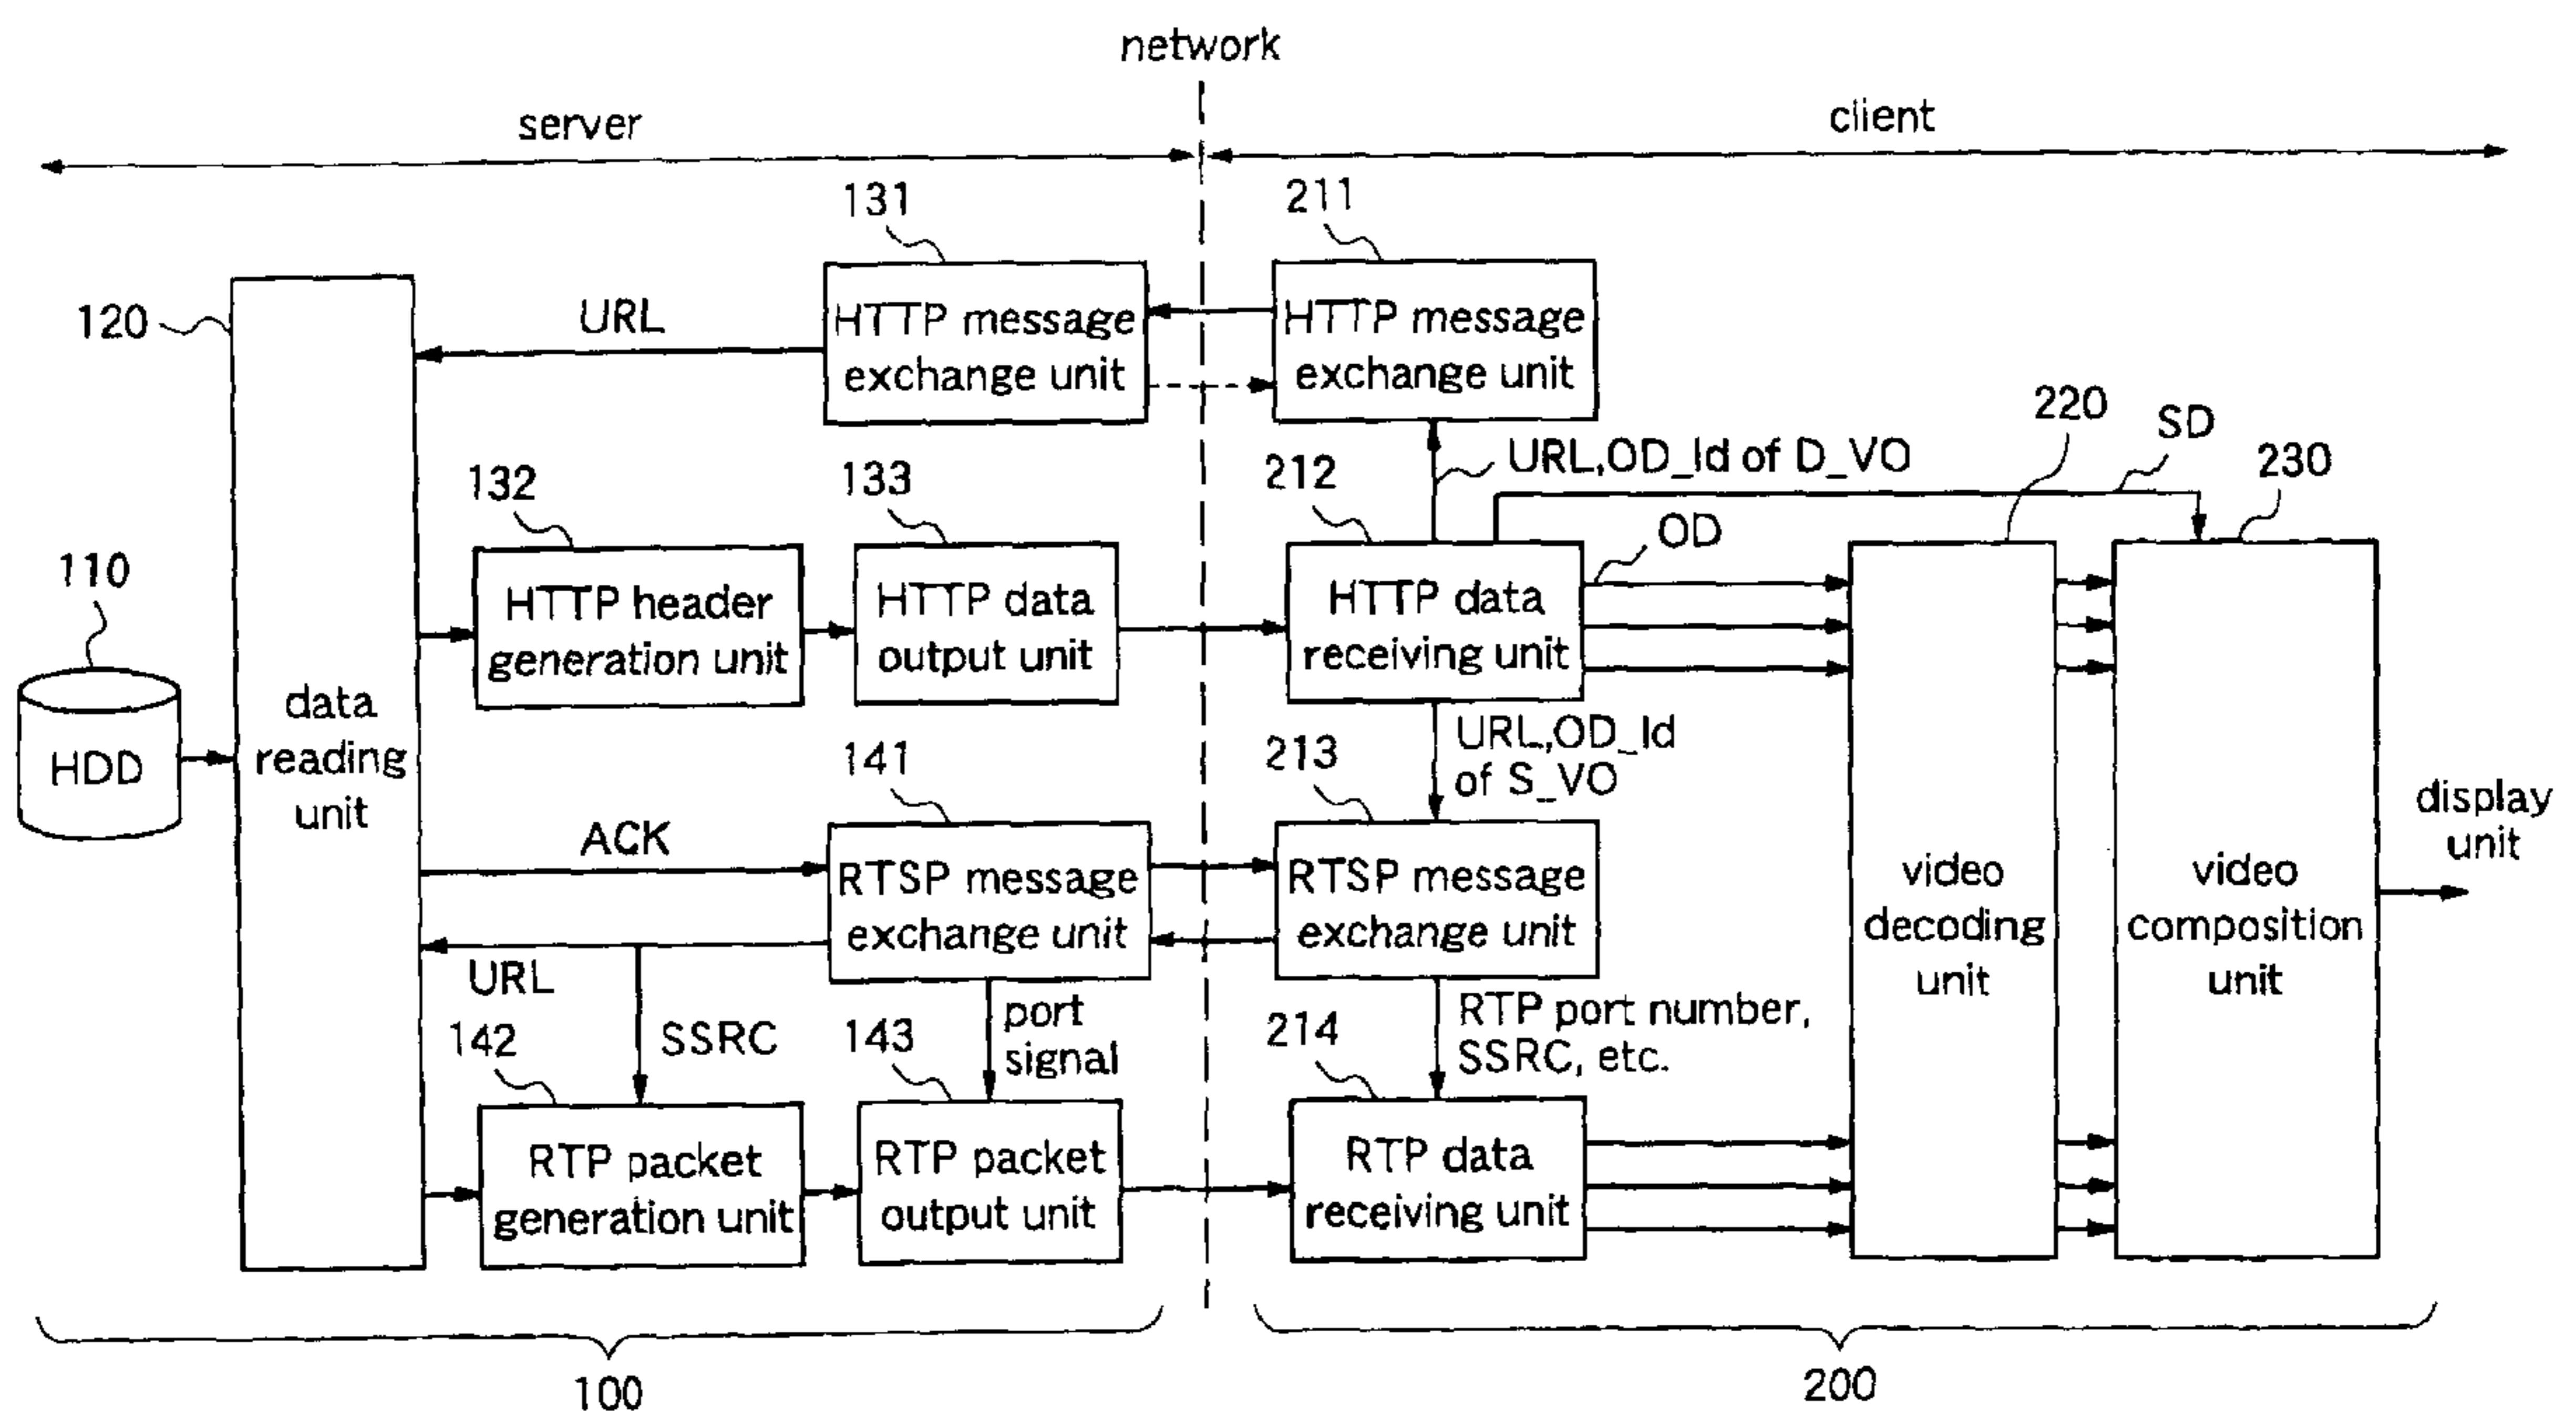 network
server
client
131
211
120
URL
HTTP message
exchange unit
HTTP message
exchange unit
220
SD
132
133
212
URL,OD_Id of D_VO
230
OD
110
HTTP header
generation unit
HTTP data
output unit
HTTP data
receiving unit
HDD
data
reading
unit
141
213
URL,OD_Id
of S_VO
ACK
RTSP message
exchange unit
RTSP message
exchange unit
video
decoding
unit
video
composition
unit
display
unit
URL
SSRC
port
signal
RTP port number,
SSRC, etc.
142
143
214
RTP packet
generation unit
RTP packet
output unit
RTP data
receiving unit
100
200